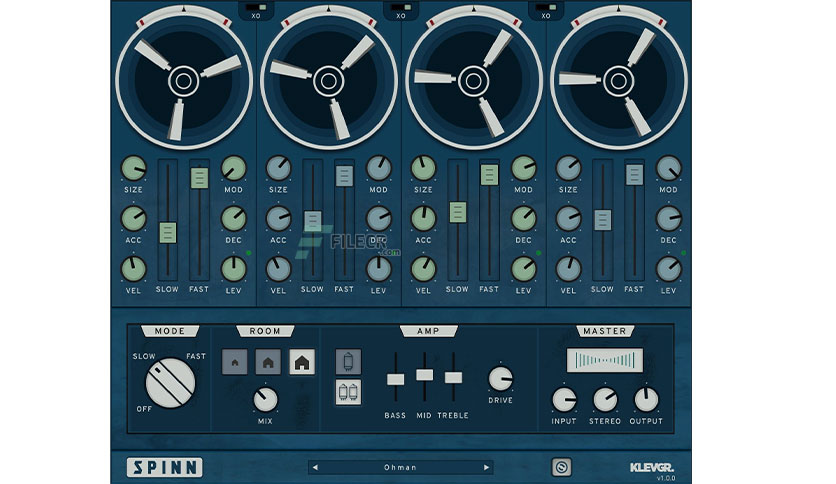 XO XO XO
SIZE MOD SIZE MOD SIZE MOD SIZE MOD
ACC DEC ACC DEC ACC DEC ACC DEC
FILECR
.com
VEL SLOW FAST LEV VEL SLOW FAST LEV VEL SLOW FAST LEV VEL SLOW FAST LEV
MODE ROOM AMP MASTER
SLOW FAST
OFF
MIX
BASS MID TREBLE
DRIVE
INPUT STEREO OUTPUT
SPINN
Ohman
KLEVGR.
v1.0.0